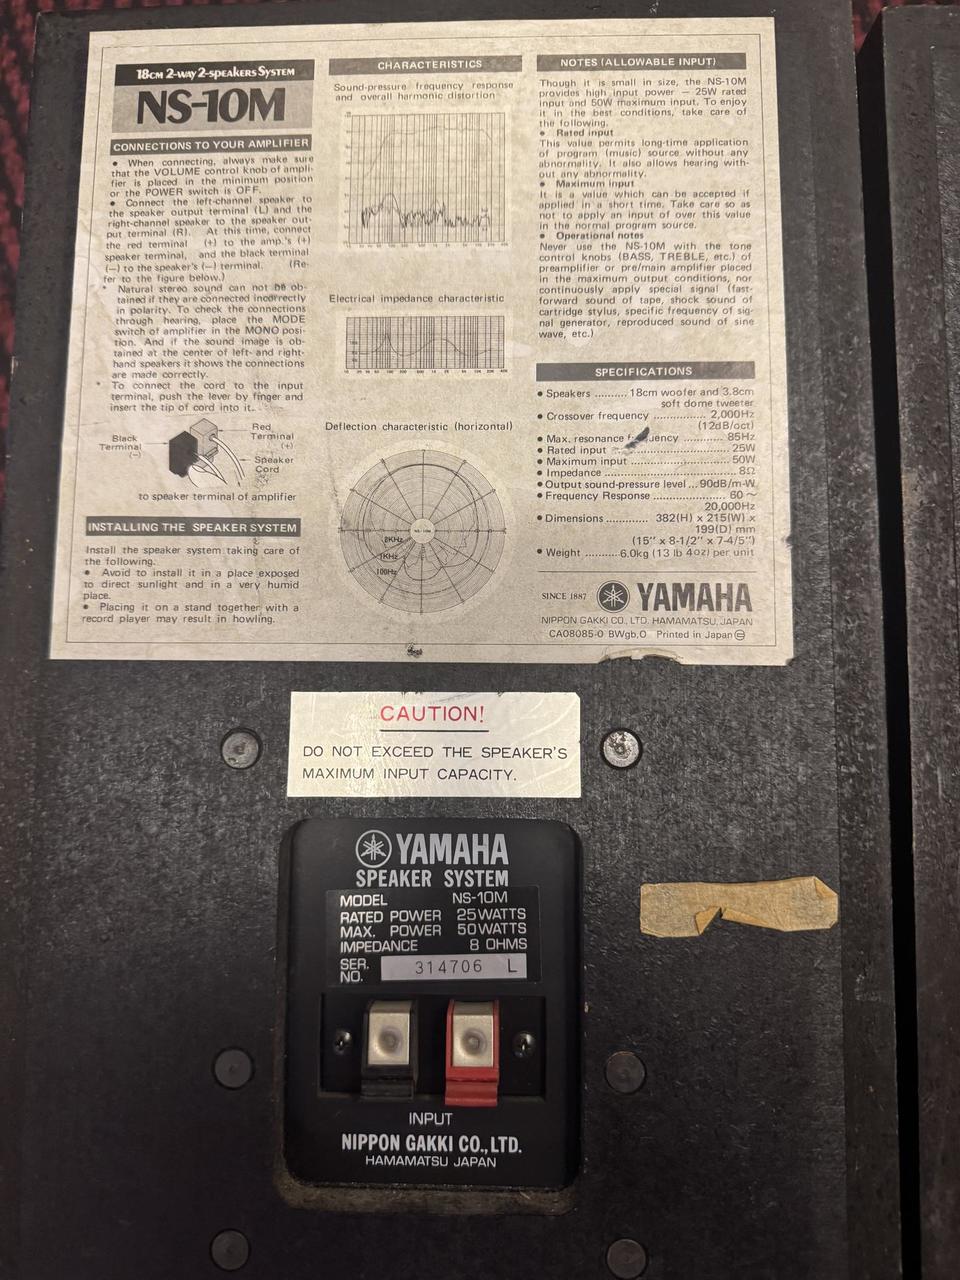 18CM 2-WAY 2-SPEAKERS SYSTEM
NS-10M
CONNECTIONS TO YOUR AMPLIFIER
• When connecting, always make sure
that the VOLUME control knob of ampli-
fier is placed in the minimum position
or the POWER switch is OFF.
• Connect the left-channel speaker to
the speaker output terminal (L) and the
right-channel speaker to the speaker out-
put terminal (R). At this time, connect
the red terminal (+) to the amp.'s (+)
speaker terminal, and the black terminal
(−) to the speaker's (−) terminal. (Re-
fer to the figure below.)
* Natural stereo sound can not be ob-
tained if they are connected incorrectly
in polarity. To check the connections
through hearing, place the MODE
switch of amplifier in the MONO posi-
tion. And if the sound image is ob-
tained at the center of left- and right-
hand speakers it shows the connections
are made correctly.
* To connect the cord to the input
terminal, push the lever by finger and
insert the tip of cord into it.
Black
Terminal
(−)
Red
Terminal
(+)
Speaker
Cord
to speaker terminal of amplifier
INSTALLING THE SPEAKER SYSTEM
Install the speaker system taking care of
the following.
• Avoid to install it in a place exposed
to direct sunlight and in a very humid
place.
• Placing it on a stand together with a
record player may result in howling.
CHARACTERISTICS
Sound-pressure frequency response
and overall harmonic distortion
Electrical impedance characteristic
Deflection characteristic (horizontal)
NS-10M
2KHz
1KHz
100Hz
NOTES (ALLOWABLE INPUT)
Though it is small in size, the NS-10M
provides high input power − 25W rated
input and 50W maximum input. To enjoy
it in the best conditions, take care of
the following.
• Rated input
This value permits long-time application
of program (music) source without any
abnormality. It also allows hearing with-
out any abnormality.
• Maximum input
It is a value which can be accepted if
applied in a short time. Take care so as
not to apply an input of over this value
in the normal program source.
• Operational notes
Never use the NS-10M with the tone
control knobs (BASS, TREBLE, etc.) of
preamplifier or pre/main amplifier placed
in the maximum output conditions, nor
continuously apply special signal (fast-
forward sound of tape, shock sound of
cartridge stylus, specific frequency of sig-
nal generator, reproduced sound of sine
wave, etc.)
SPECIFICATIONS
• Speakers .......... 18cm woofer and 3.8cm
soft dome tweeter
• Crossover frequency ............... 2,000Hz
(12dB/oct)
• Max. resonance frequency ............ 85Hz
• Rated input ................................ 25W
• Maximum input .......................... 50W
• Impedance .................................. 8Ω
• Output sound-pressure level ... 90dB/m-W
• Frequency Response .................... 60 ~
20,000Hz
• Dimensions ............ 382(H) x 215(W) x
199(D) mm
(15" x 8-1/2" x 7-4/5")
• Weight .......... 6.0kg (13 lb 4oz) per unit
SINCE 1887 YAMAHA
NIPPON GAKKI CO., LTD. HAMAMATSU, JAPAN
CA08085-0 BWgb,O Printed in Japan
CAUTION!
DO NOT EXCEED THE SPEAKER'S
MAXIMUM INPUT CAPACITY.
YAMAHA
SPEAKER SYSTEM
MODEL NS-10M
RATED POWER 25WATTS
MAX. POWER 50WATTS
IMPEDANCE 8 OHMS
SER. NO. 314706 L
INPUT
NIPPON GAKKI CO., LTD.
HAMAMATSU JAPAN